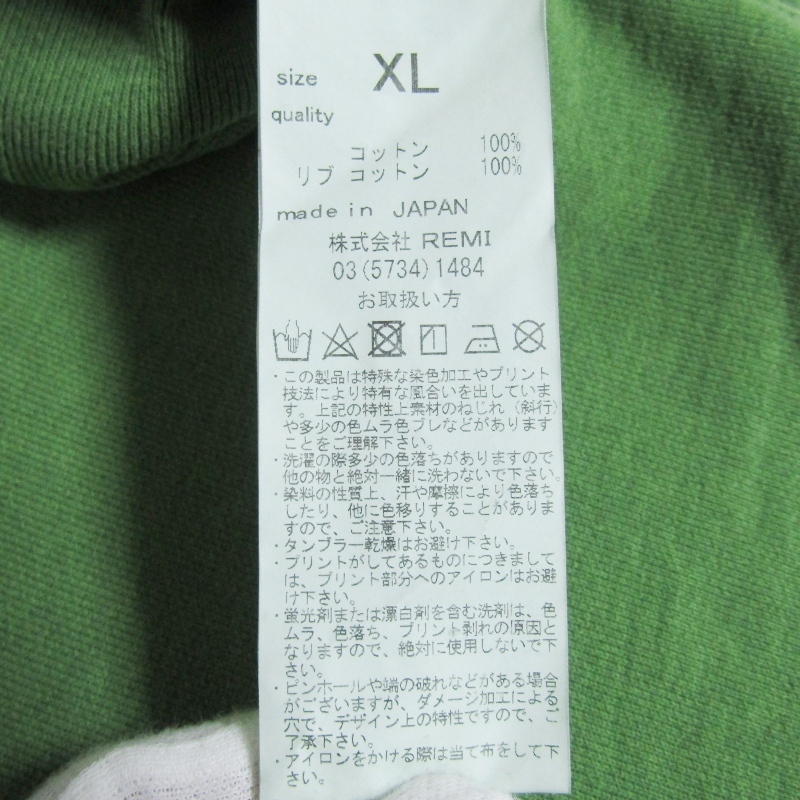 size XL
quality
コットン 100%
リブ コットン 100%
made in JAPAN
株式会社 REMI
03(5734)1484
お取扱い方
・この製品は特殊な染色加工やプリント
技法により特有な風合いを出していま
す。上記の特性上素材のねじれ（斜行）
や多少の色ムラ色ブレなどがあります
ことをご理解下さい。
・洗濯の際多少の色落ちがありますので
他の物と絶対一緒に洗わないで下さい。
・染料の性質上、汗や摩擦により色落ち
したり、他に色移りすることがありま
すので、ご注意下さい。
・タンブラー乾燥はお避け下さい。
・プリントがしてあるものにつきまして
は、プリント部分へのアイロンはお避
け下さい。
・蛍光剤または漂白剤を含む洗剤は、色
ムラ、色落ち、プリント剥れの原因と
なりますので、絶対に使用しないで下
さい。
・ピンホールや端の破れなどがある場合
がございますが、ダメージ加工による
穴で、デザイン上の特性ですので、ご
了承下さい。
・アイロンをかける際は当て布をして下
さい。